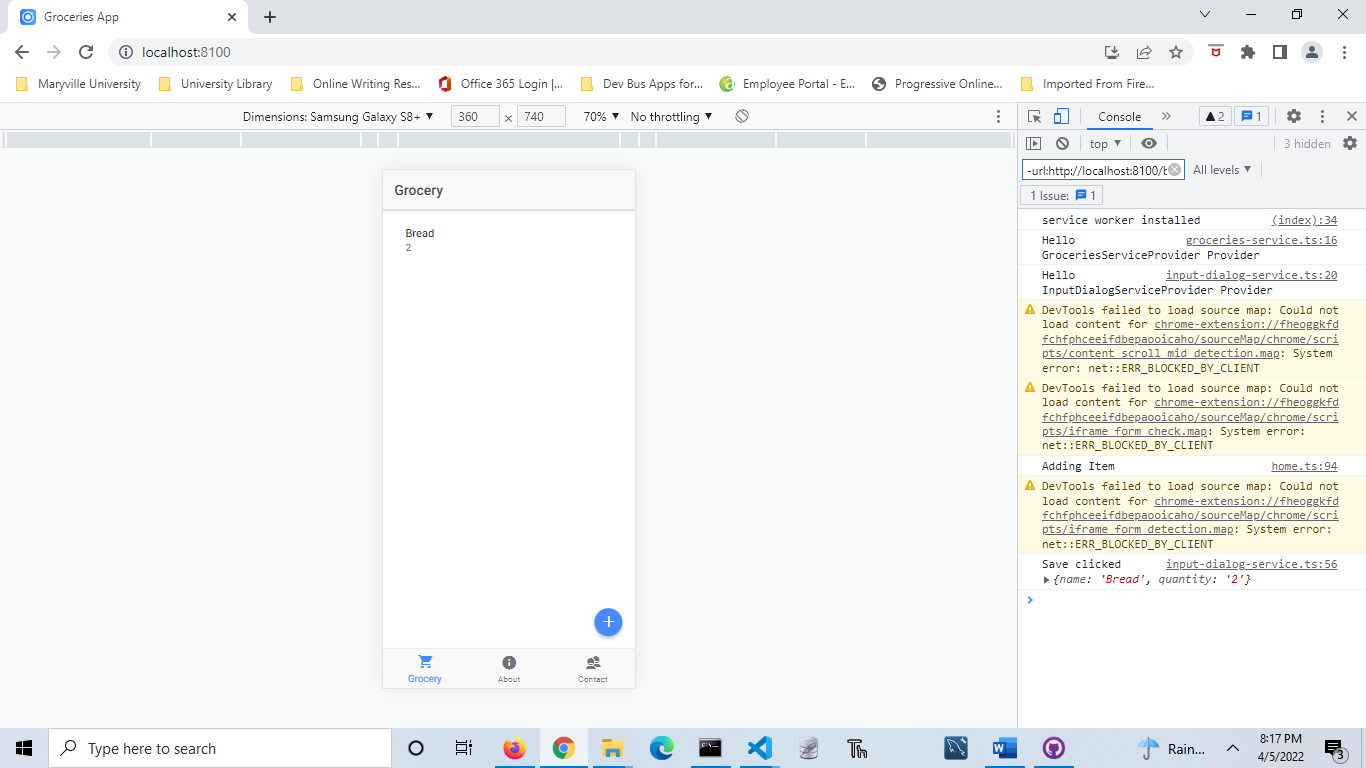 Groceries App
localhost:8100
Maryville University
University Library
Online Writing Res...
Office 365 Login |...
Dev Bus Apps for...
Employee Portal - E...
Progressive Online...
Imported From Fire...
Dimensions: Samsung Galaxy S8+ ▼ 360 × 740 70% ▼ No throttling ▼
Console » 2 1
top ▼ 3 hidden
-url:http://localhost:8100/b All levels ▼
1 Issue: 1
Grocery
Bread
2
Grocery About Contact
service worker installed (index):34
Hello groceries-service.ts:16
GroceriesServiceProvider Provider
Hello input-dialog-service.ts:20
InputDialogServiceProvider Provider
DevTools failed to load source map: Could not
load content for chrome-extension://fheoggkfd
fchfphceeifdbepaooicaho/sourceMap/chrome/scri
pts/content_scroll_mid_detection.map: System
error: net::ERR_BLOCKED_BY_CLIENT
DevTools failed to load source map: Could not
load content for chrome-extension://fheoggkfd
fchfphceeifdbepaooicaho/sourceMap/chrome/scri
pts/iframe_form_check.map: System error:
net::ERR_BLOCKED_BY_CLIENT
Adding Item home.ts:94
DevTools failed to load source map: Could not
load content for chrome-extension://fheoggkfd
fchfphceeifdbepaooicaho/sourceMap/chrome/scri
pts/iframe_form_detection.map: System error:
net::ERR_BLOCKED_BY_CLIENT
Save clicked input-dialog-service.ts:56
{name: 'Bread', quantity: '2'}
Type here to search
Rain...
8:17 PM
4/5/2022
3